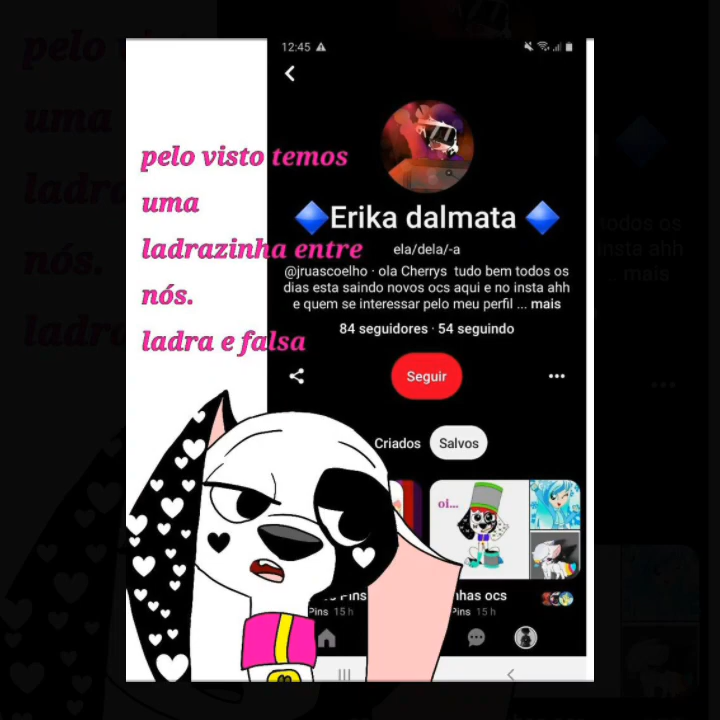 12:45
pelo visto temos
uma
ladrazinha entre
nós.
ladra e falsa
Erika dalmata
ela/dela/-a
@jruascoelho · ola Cherrys tudo bem todos os
dias esta saindo novos ocs aqui e no insta ahh
e quem se interessar pelo meu perfil ... mais
84 seguidores · 54 seguindo
Seguir
Criados
Salvos
oi...
Pins
nhas ocs
Pins 15 h
Pins 15 h